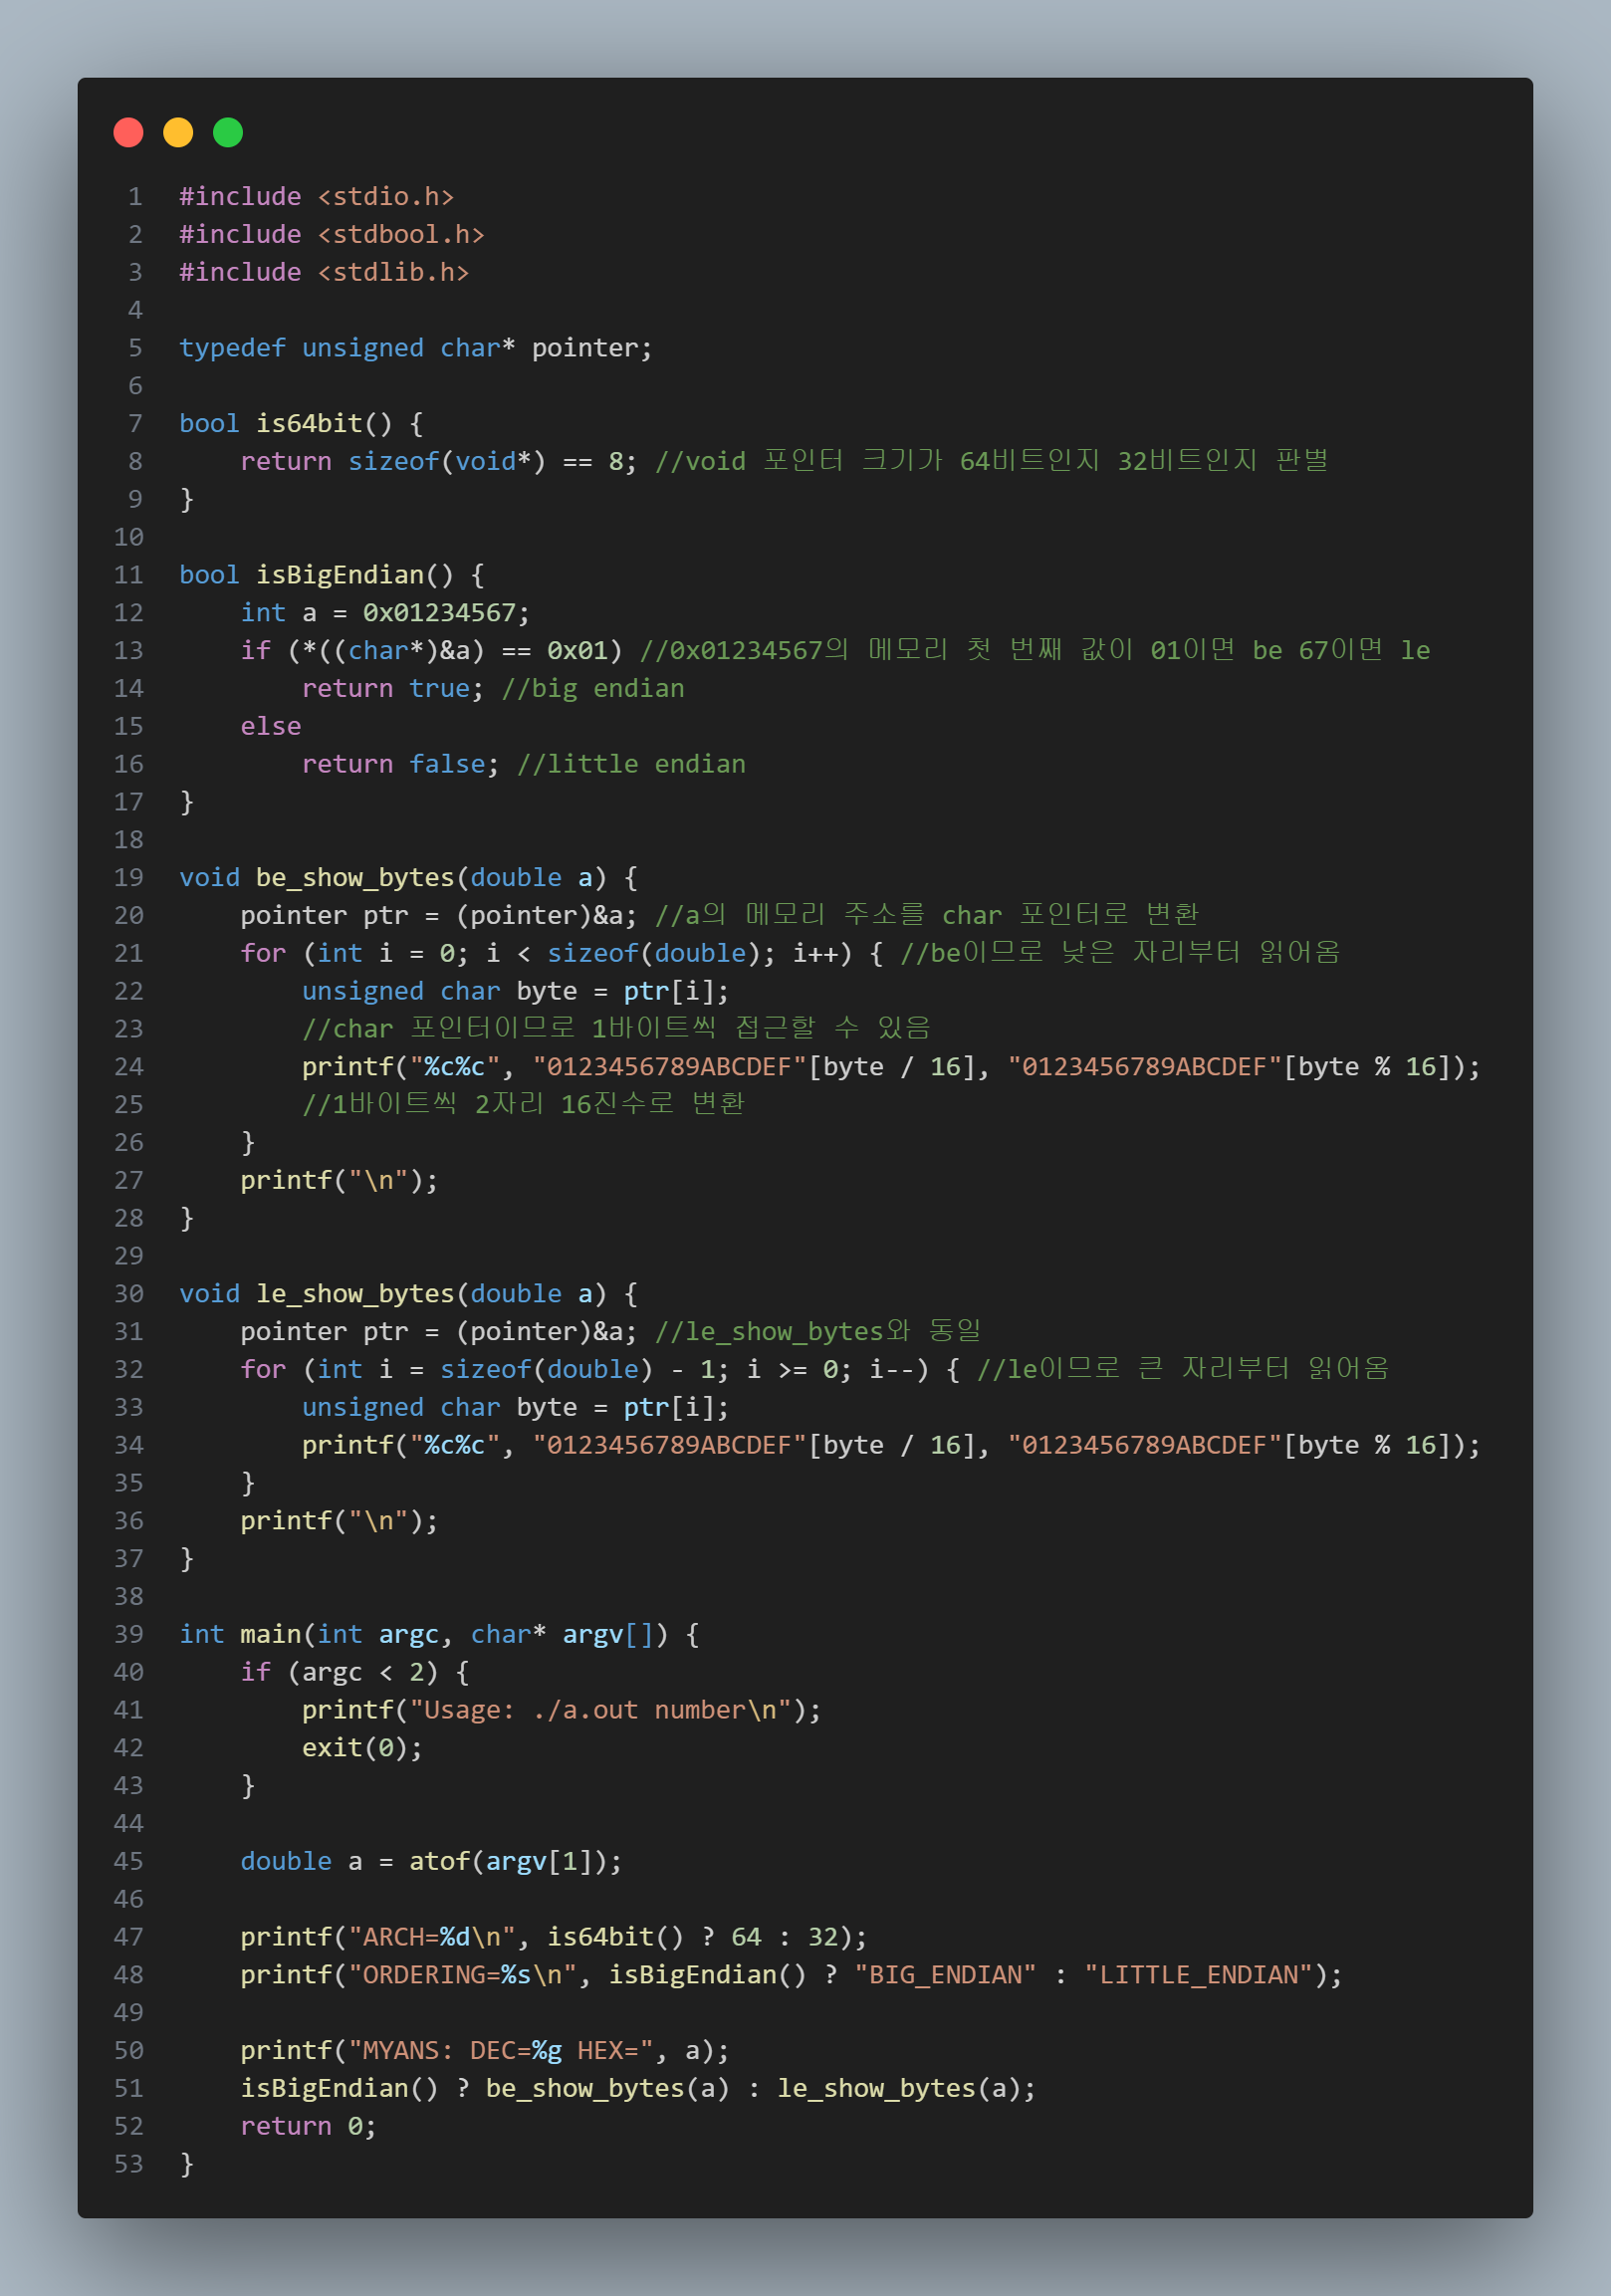 1 #include <stdio.h>
2 #include <stdbool.h>
3 #include <stdlib.h>
4
5 typedef unsigned char* pointer;
6
7 bool is64bit() {
8     return sizeof(void*) == 8; //void 포인터 크기가 64비트인지 32비트인지 판별
9 }
10
11 bool isBigEndian() {
12     int a = 0x01234567;
13     if (*((char*)&a) == 0x01) //0x01234567의 메모리 첫 번째 값이 01이면 be 67이면 le
14         return true; //big endian
15     else
16         return false; //little endian
17 }
18
19 void be_show_bytes(double a) {
20     pointer ptr = (pointer)&a; //a의 메모리 주소를 char 포인터로 변환
21     for (int i = 0; i < sizeof(double); i++) { //be이므로 낮은 자리부터 읽어옴
22         unsigned char byte = ptr[i];
23         //char 포인터이므로 1바이트씩 접근할 수 있음
24         printf("%c%c", "0123456789ABCDEF"[byte / 16], "0123456789ABCDEF"[byte % 16]);
25         //1바이트씩 2자리 16진수로 변환
26     }
27     printf("\n");
28 }
29
30 void le_show_bytes(double a) {
31     pointer ptr = (pointer)&a; //le_show_bytes와 동일
32     for (int i = sizeof(double) - 1; i >= 0; i--) { //le이므로 큰 자리부터 읽어옴
33         unsigned char byte = ptr[i];
34         printf("%c%c", "0123456789ABCDEF"[byte / 16], "0123456789ABCDEF"[byte % 16]);
35     }
36     printf("\n");
37 }
38
39 int main(int argc, char* argv[]) {
40     if (argc < 2) {
41         printf("Usage: ./a.out number\n");
42         exit(0);
43     }
44
45     double a = atof(argv[1]);
46
47     printf("ARCH=%d\n", is64bit() ? 64 : 32);
48     printf("ORDERING=%s\n", isBigEndian() ? "BIG_ENDIAN" : "LITTLE_ENDIAN");
49
50     printf("MYANS: DEC=%g HEX=", a);
51     isBigEndian() ? be_show_bytes(a) : le_show_bytes(a);
52     return 0;
53 }